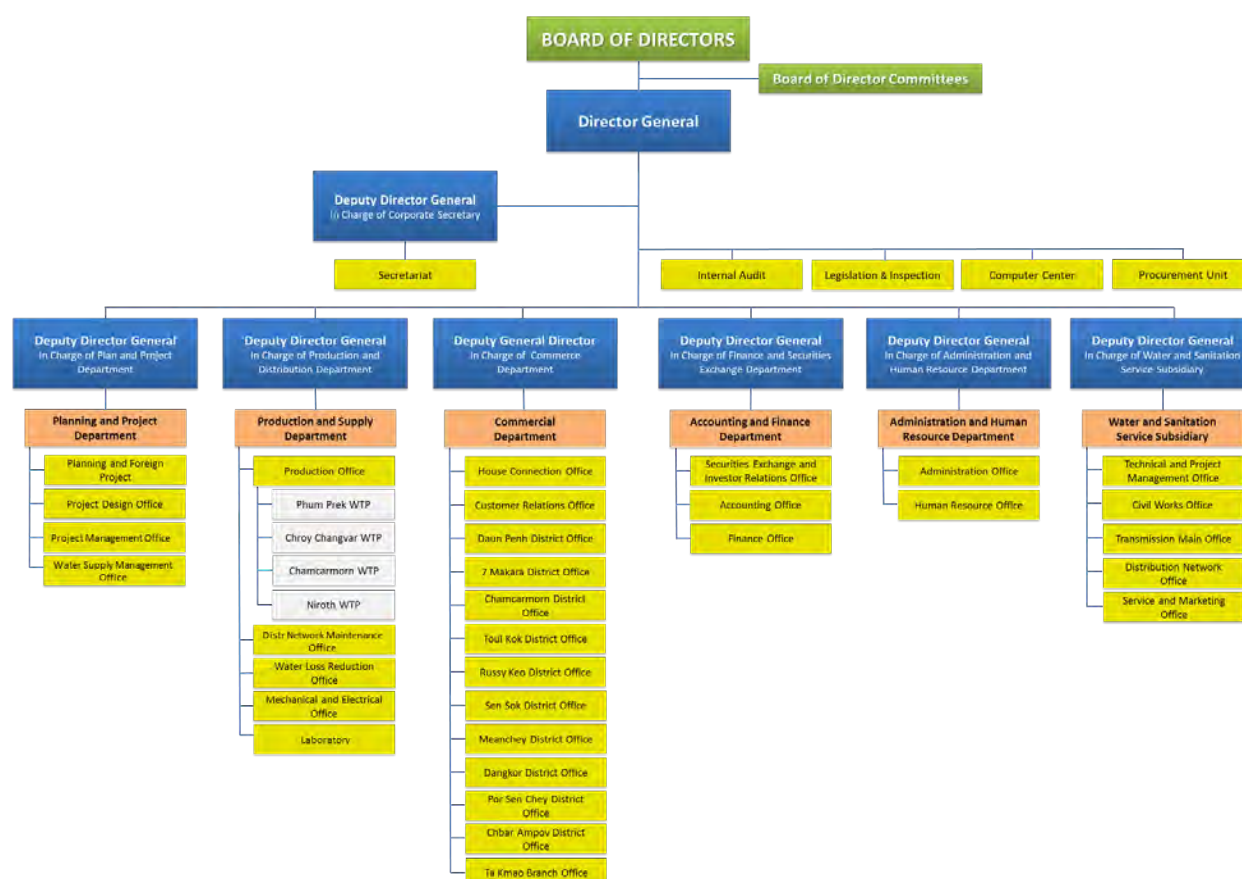 BOARD OF DIRECTORS
Board of Director Committees
Director General
Deputy Director General
In Charge of Corporate Secretary
Secretariat
Internal Audit
Legislation & Inspection
Computer Center
Procurement Unit
Deputy Director General
In Charge of Plan and Project
Department
Deputy Director General
In Charge of Production and
Distribution Department
Deputy General Director
In Charge of Commerce
Department
Deputy Director General
In Charge of Finance and Securities
Exchange Department
Deputy Director General
In Charge of Administration and
Human Resource Department
Deputy Director General
In Charge of Water and Sanitation
Service Subsidiary
Planning and Project
Department
Planning and Foreign
Project
Project Design Office
Project Management Office
Water Supply Management
Office
Production and Supply
Department
Production Office
Phum Prek WTP
Chroy Changvar WTP
Chamcarmorn WTP
Niroth WTP
Distr Network Maintenance
Office
Water Loss Reduction
Office
Mechanical and Electrical
Office
Laboratory
Commercial
Department
House Connection Office
Customer Relations Office
Daun Penh District Office
7 Makara District Office
Chamcarmorn District
Office
Toul Kok District Office
Russy Keo District Office
Sen Sok District Office
Meanchey District Office
Dangkor District Office
Por Sen Chey District
Office
Chbar Ampov District
Office
Ta Kmao Branch Office
Accounting and Finance
Department
Securities Exchange and
Investor Relations Office
Accounting Office
Finance Office
Administration and Human
Resource Department
Administration Office
Human Resource Office
Water and Sanitation
Service Subsidiary
Technical and Project
Management Office
Civil Works Office
Transmission Main Office
Distribution Network
Office
Service and Marketing
Office